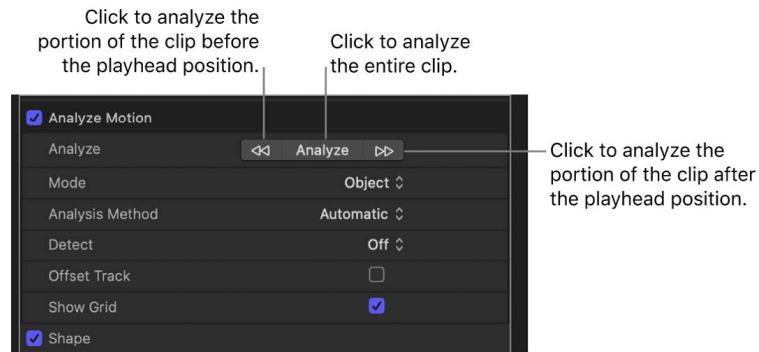 Click to analyze the
portion of the clip before
the playhead position.
Click to analyze
the entire clip.
Analyze Motion
Analyze
Analyze
Mode
Object
Analysis Method
Automatic
Detect
Off
Offset Track
Show Grid
Shape
Click to analyze the
portion of the clip after
the playhead position.